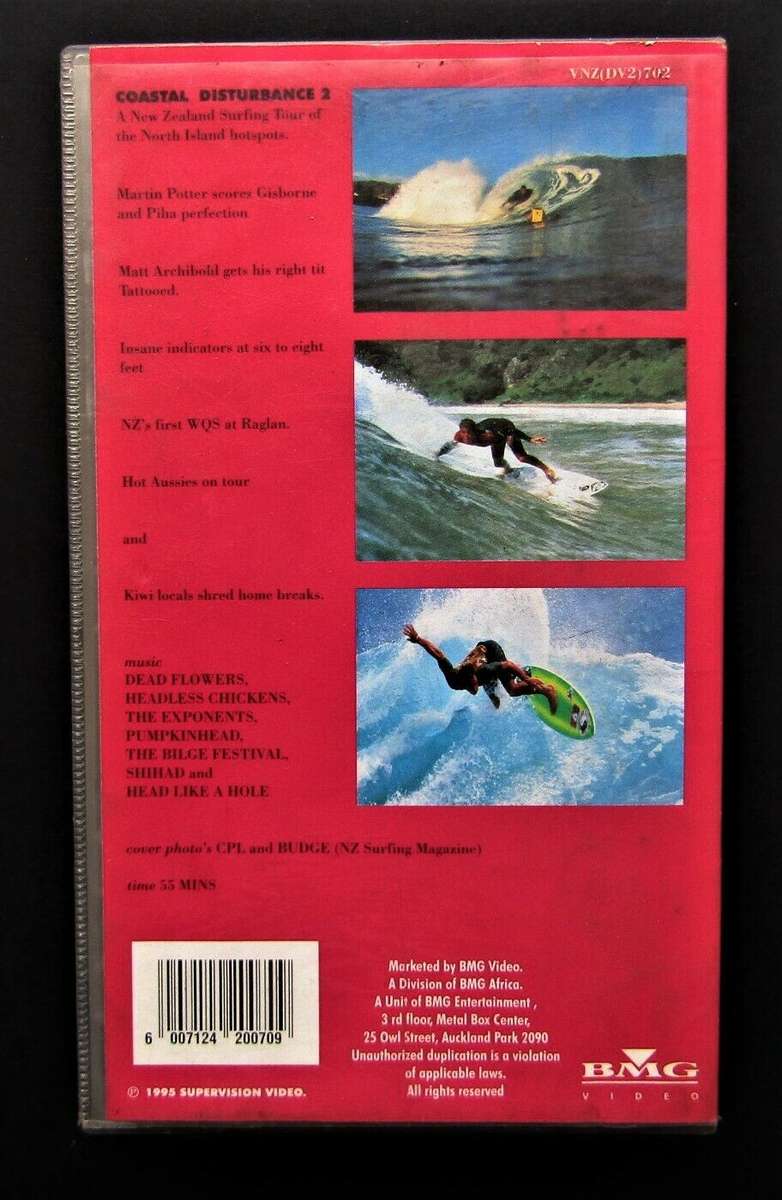 VNZ(DV2)702
COASTAL DISTURBANCE 2
A New Zealand Surfing Tour of
the North Island hotspots.
Martin Potter scores Gisborne
and Piha perfection
Matt Archibold gets his right tit
Tattooed.
Insane indicators at six to eight
feet
NZ's first WQS at Raglan.
Hot Aussies on tour
and
Kiwi locals shred home breaks.
music
DEAD FLOWERS,
HEADLESS CHICKENS,
THE EXPONENTS,
PUMPKINHEAD,
THE BILGE FESTIVAL,
SHIHAD and
HEAD LIKE A HOLE
cover photo's CPL and BUDGE (NZ Surfing Magazine)
time 55 MINS
6 007124 200709
℗ 1995 SUPERVISION VIDEO.
Marketed by BMG Video.
A Division of BMG Africa.
A Unit of BMG Entertainment ,
3 rd floor, Metal Box Center,
25 Owl Street, Auckland Park 2090
Unauthorized duplication is a violation
of applicable laws.
All rights reserved
BMG
VIDEO